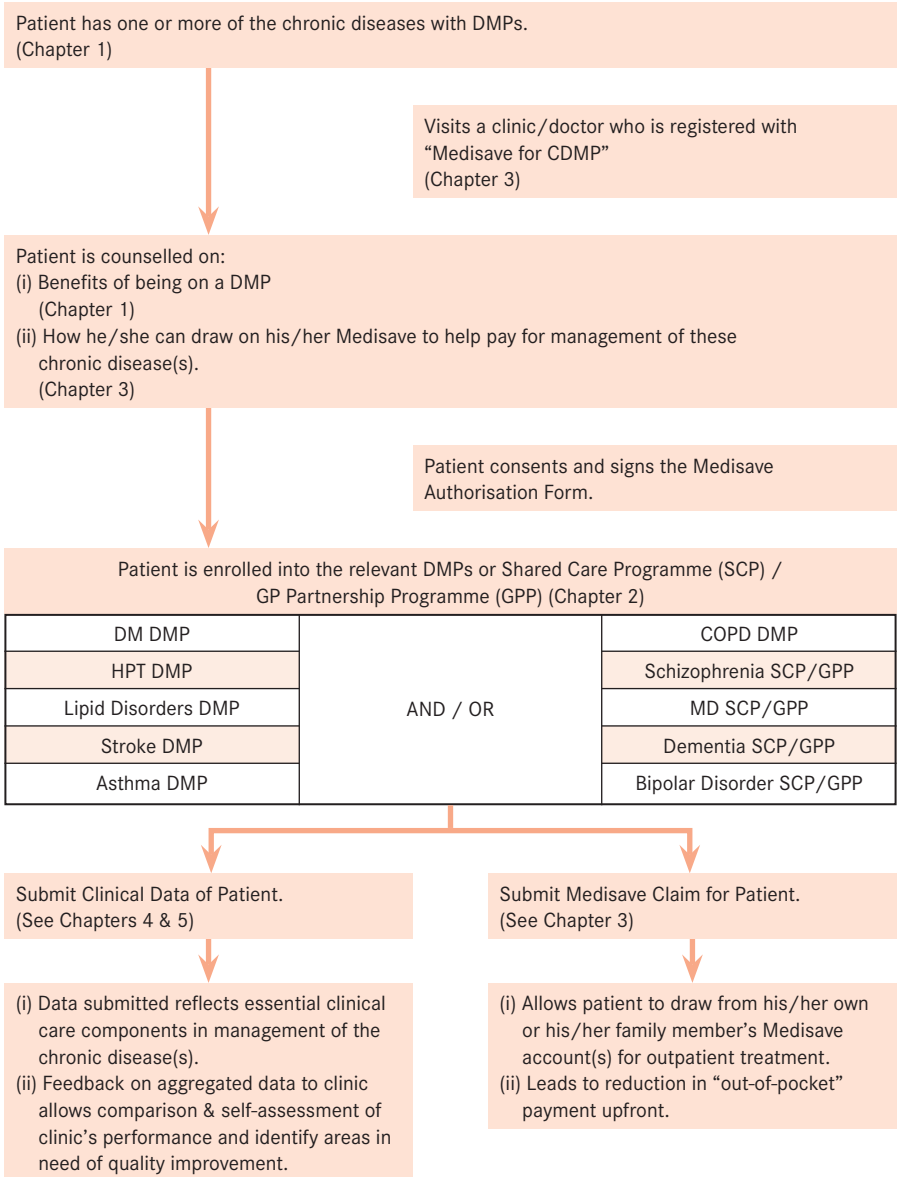 Patient has one or more of the chronic diseases with DMPs.
(Chapter 1)
Visits a clinic/doctor who is registered with
“Medisave for CDMP”
(Chapter 3)
Patient is counselled on:
(i) Benefits of being on a DMP
(Chapter 1)
(ii) How he/she can draw on his/her Medisave to help pay for management of these
chronic disease(s).
(Chapter 3)
Patient consents and signs the Medisave
Authorisation Form.
Patient is enrolled into the relevant DMPs or Shared Care Programme (SCP) /
GP Partnership Programme (GPP) (Chapter 2)
DM DMP
HPT DMP
Lipid Disorders DMP
Stroke DMP
Asthma DMP
AND / OR
COPD DMP
Schizophrenia SCP/GPP
MD SCP/GPP
Dementia SCP/GPP
Bipolar Disorder SCP/GPP
Submit Clinical Data of Patient.
(See Chapters 4 & 5)
(i) Data submitted reflects essential clinical
care components in management of the
chronic disease(s).
(ii) Feedback on aggregated data to clinic
allows comparison & self-assessment of
clinic’s performance and identify areas in
need of quality improvement.
Submit Medisave Claim for Patient.
(See Chapter 3)
(i) Allows patient to draw from his/her own
or his/her family member’s Medisave
account(s) for outpatient treatment.
(ii) Leads to reduction in “out-of-pocket”
payment upfront.